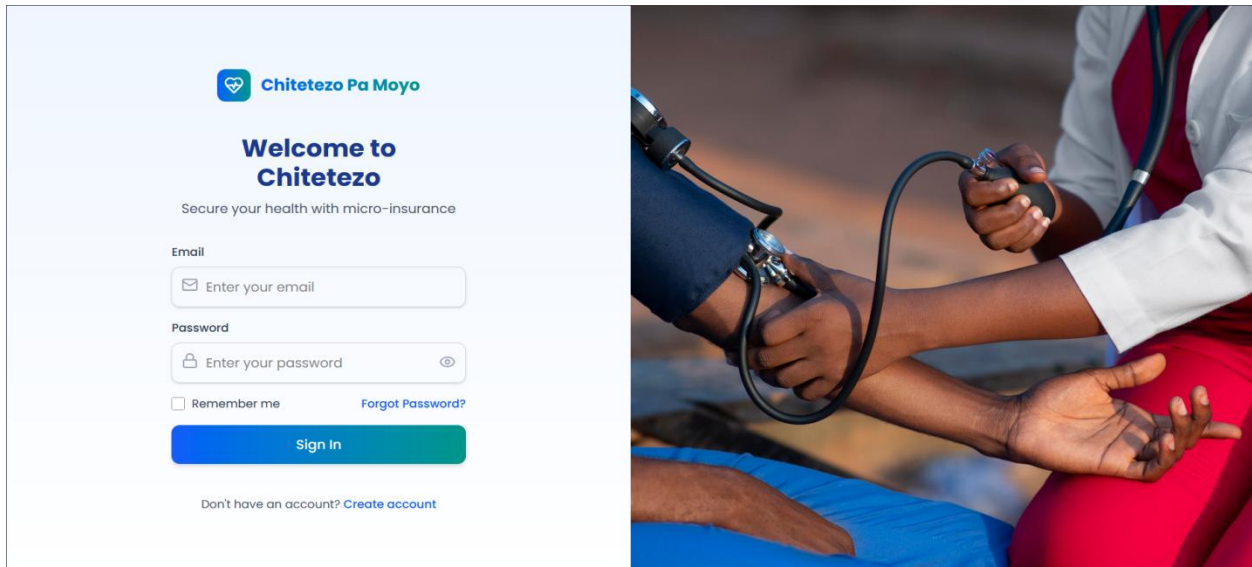 Chitetezo Pa Moyo
Welcome to
Chitetezo
Secure your health with micro-insurance
Email
Enter your email
Password
Enter your password
Remember me
Forgot Password?
Sign In
Don't have an account? Create account